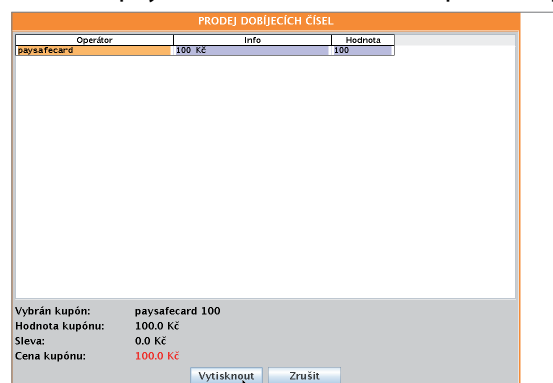 PRODEJ DOBÍJECÍCH ČÍSEL
Operátor Info Hodnota
paysafecard 100 Kč 100
Vybrán kupón: paysafecard 100
Hodnota kupónu: 100.0 Kč
Sleva: 0.0 Kč
Cena kupónu: 100.0 Kč
Vytisknout Zrušit